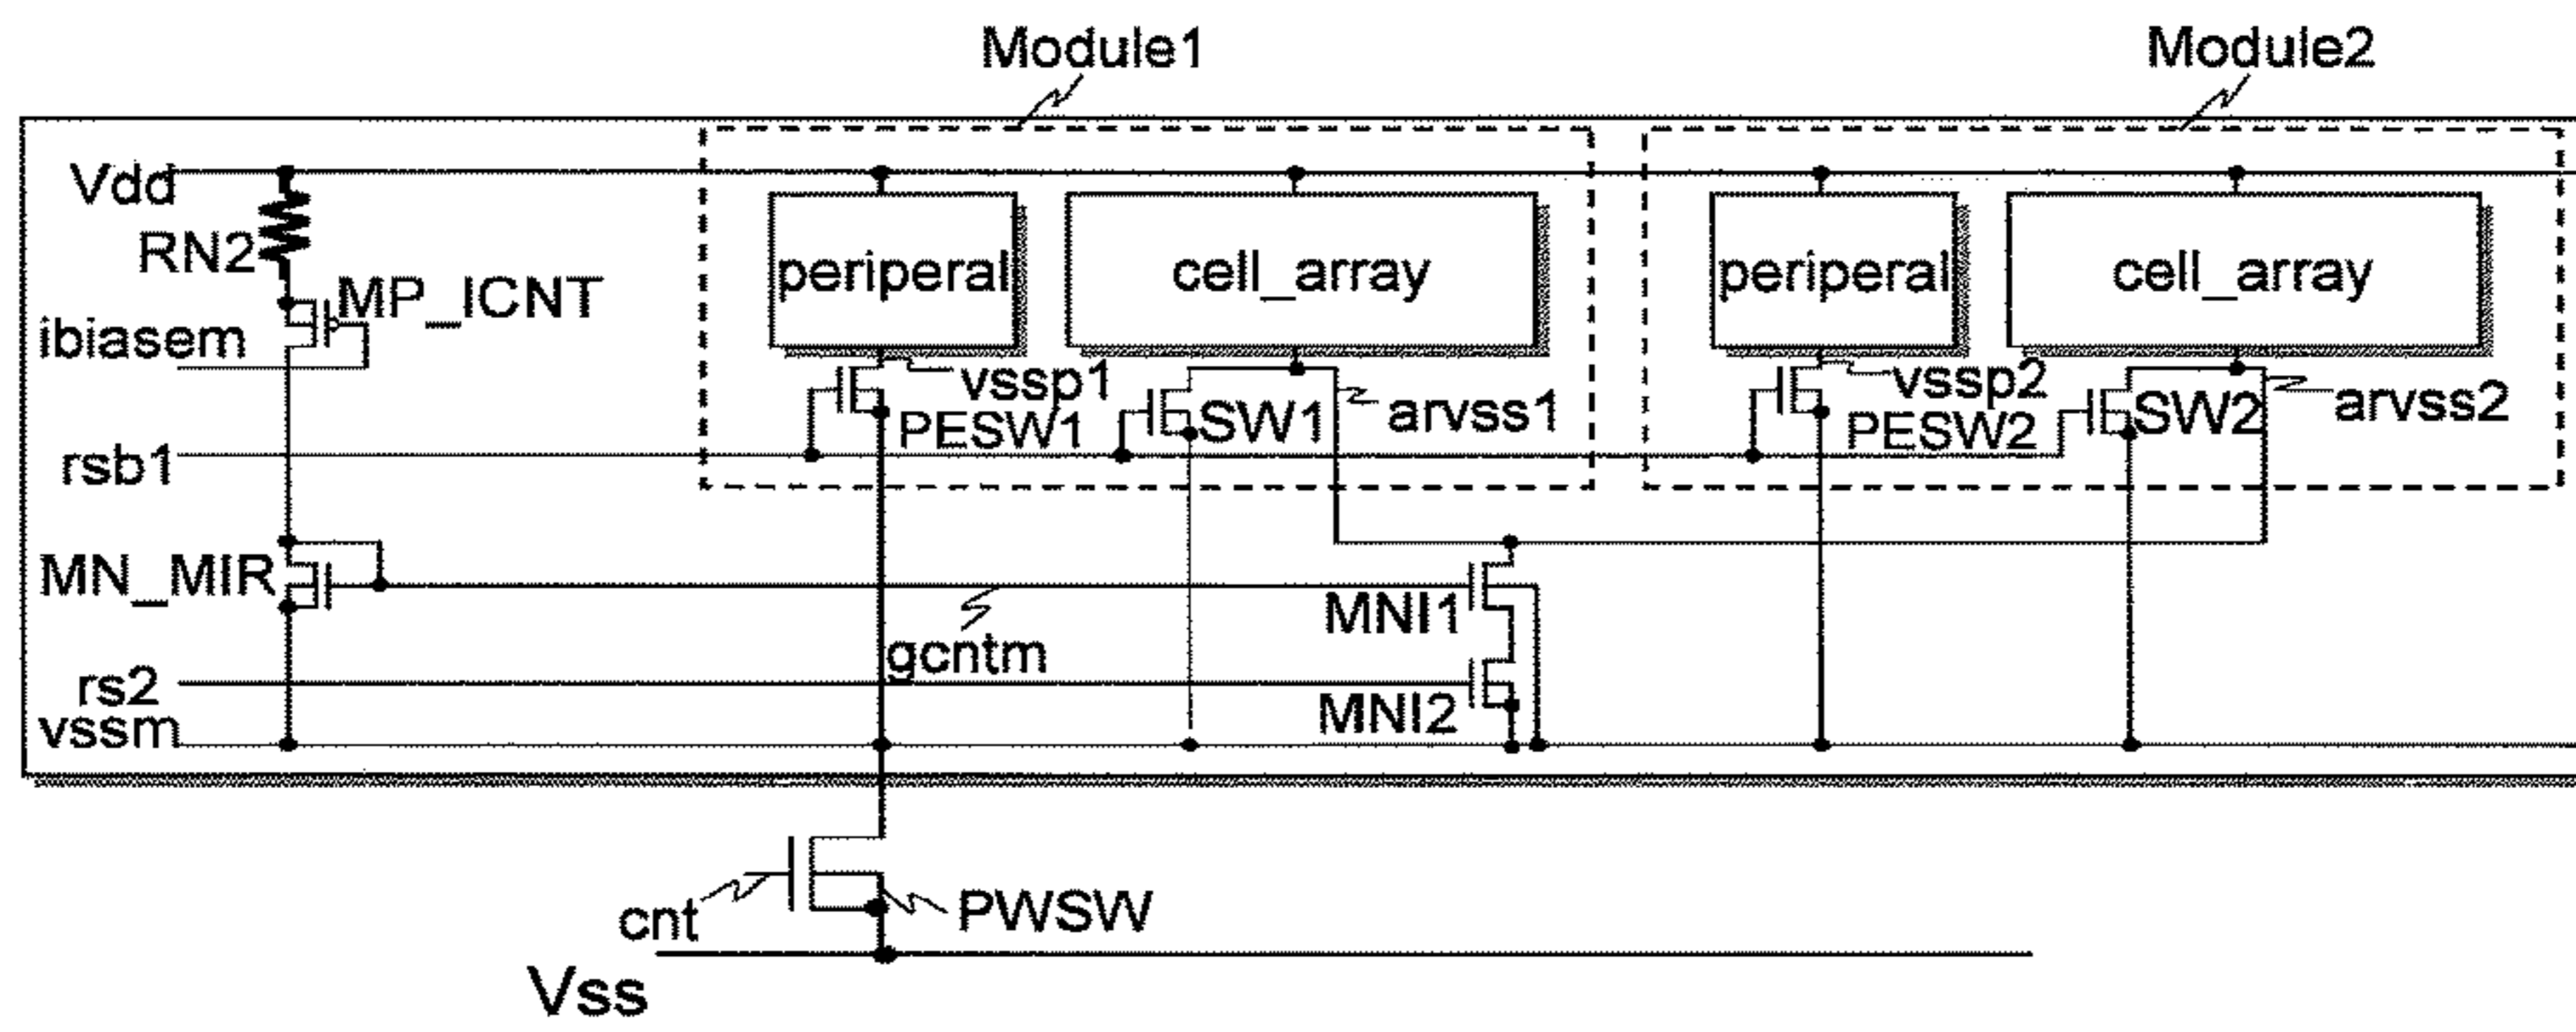 Module1
Module2
Vdd
RN2
MP_ICNT
periperal
cell_array
periperal
cell_array
ibiasem
vssp1
PESW1
SW1
arvss1
vssp2
PESW2
SW2
arvss2
rsb1
MN_MIR
MNI1
gcntm
rs2
MNI2
vssm
cnt
PWSW
Vss